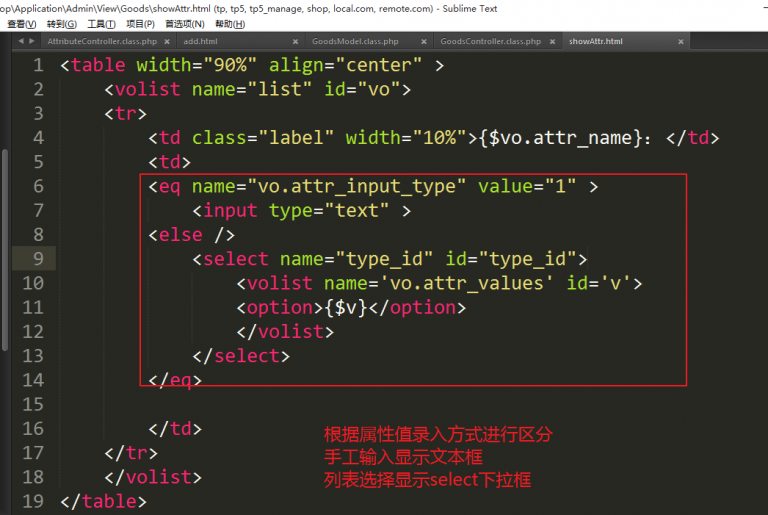 op\Application\Admin\View\Goods\showAttr.html (tp, tp5, tp5_manage, shop, local.com, remote.com) - Sublime Text
查看(V) 转到(G) 工具(T) 项目(P) 首选项(N) 帮助(H)
AttributeController.class.php × add.html × GoodsModel.class.php × GoodsController.class.php × showAttr.html ×
1 <table width="90%" align="center" >
2 <volist name="list" id="vo">
3 <tr>
4 <td class="label" width="10%">{$vo.attr_name}：</td>
5 <td>
6 <eq name="vo.attr_input_type" value="1" >
7 <input type="text" >
8 <else />
9 <select name="type_id" id="type_id">
10 <volist name='vo.attr_values' id='v'>
11 <option>{$v}</option>
12 </volist>
13 </select>
14 </eq>
15
16 </td>
17 </tr>
18 </volist>
19 </table>
根据属性值录入方式进行区分
手工输入显示文本框
列表选择显示select下拉框